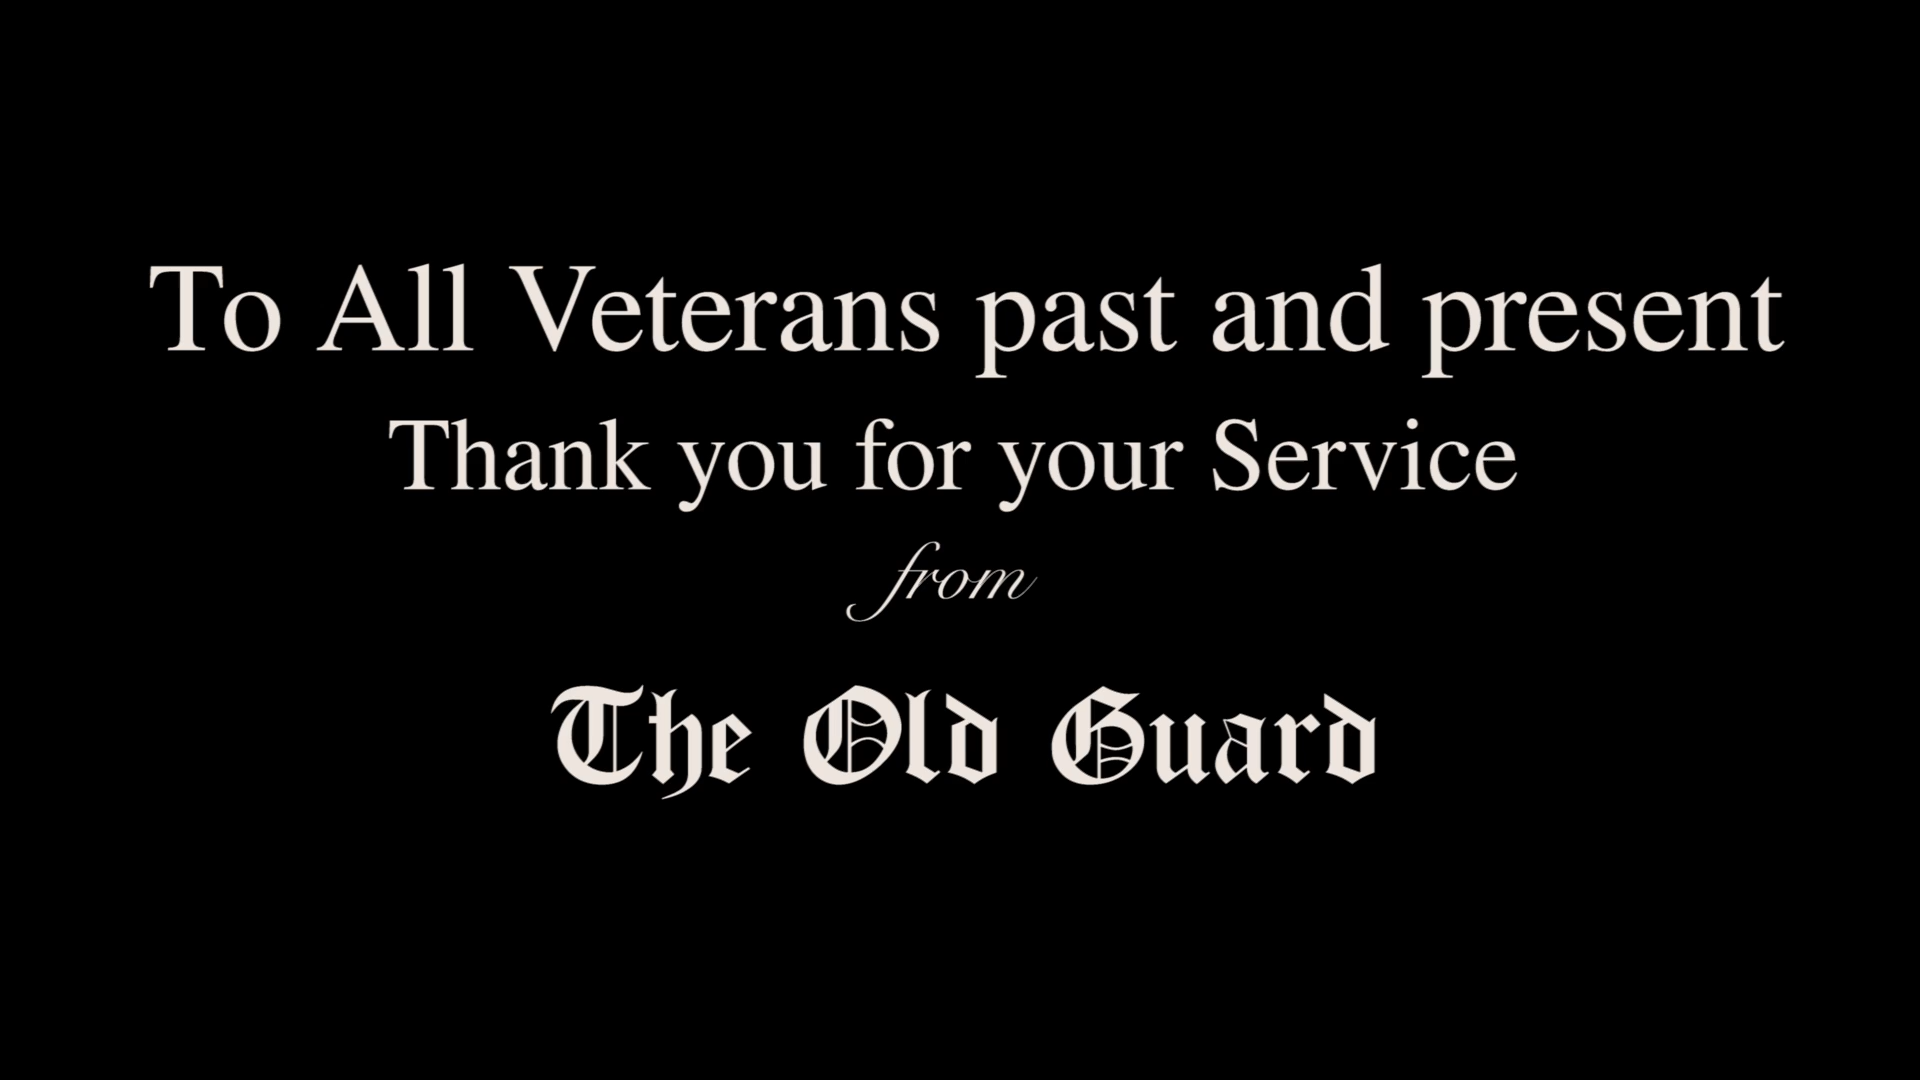 To All Veterans past and present
Thank you for your Service
from
The Old Guard